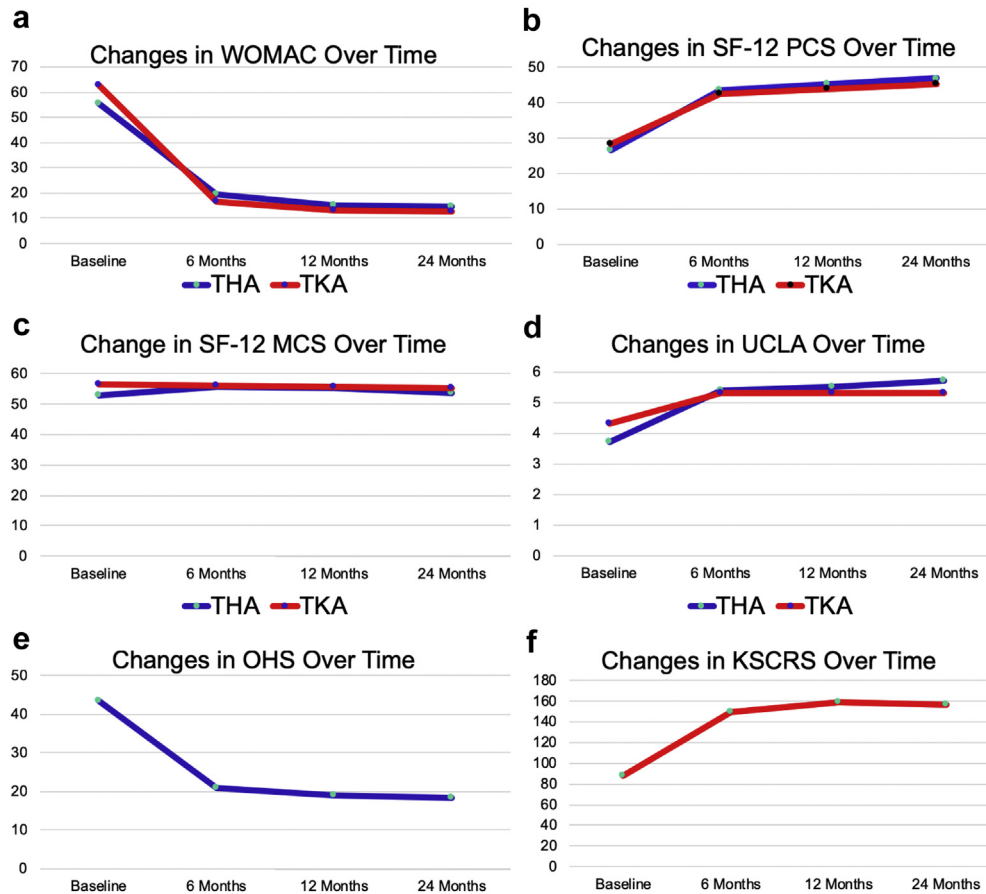 a
Changes in WOMAC Over Time
70
60
50
40
30
20
10
0
Baseline 6 Months 12 Months 24 Months
THA TKA
b
Changes in SF-12 PCS Over Time
50
40
30
20
10
0
Baseline 6 Months 12 Months 24 Months
THA TKA
c
Change in SF-12 MCS Over Time
60
50
40
30
20
10
0
Baseline 6 Months 12 Months 24 Months
THA TKA
d
Changes in UCLA Over Time
6
5
4
3
2
1
0
Baseline 6 Months 12 Months 24 Months
THA TKA
e
Changes in OHS Over Time
50
40
30
20
10
0
Baseline 6 Months 12 Months 24 Months
f
Changes in KSCRS Over Time
180
160
140
120
100
80
60
40
20
0
Baseline 6 Months 12 Months 24 Months